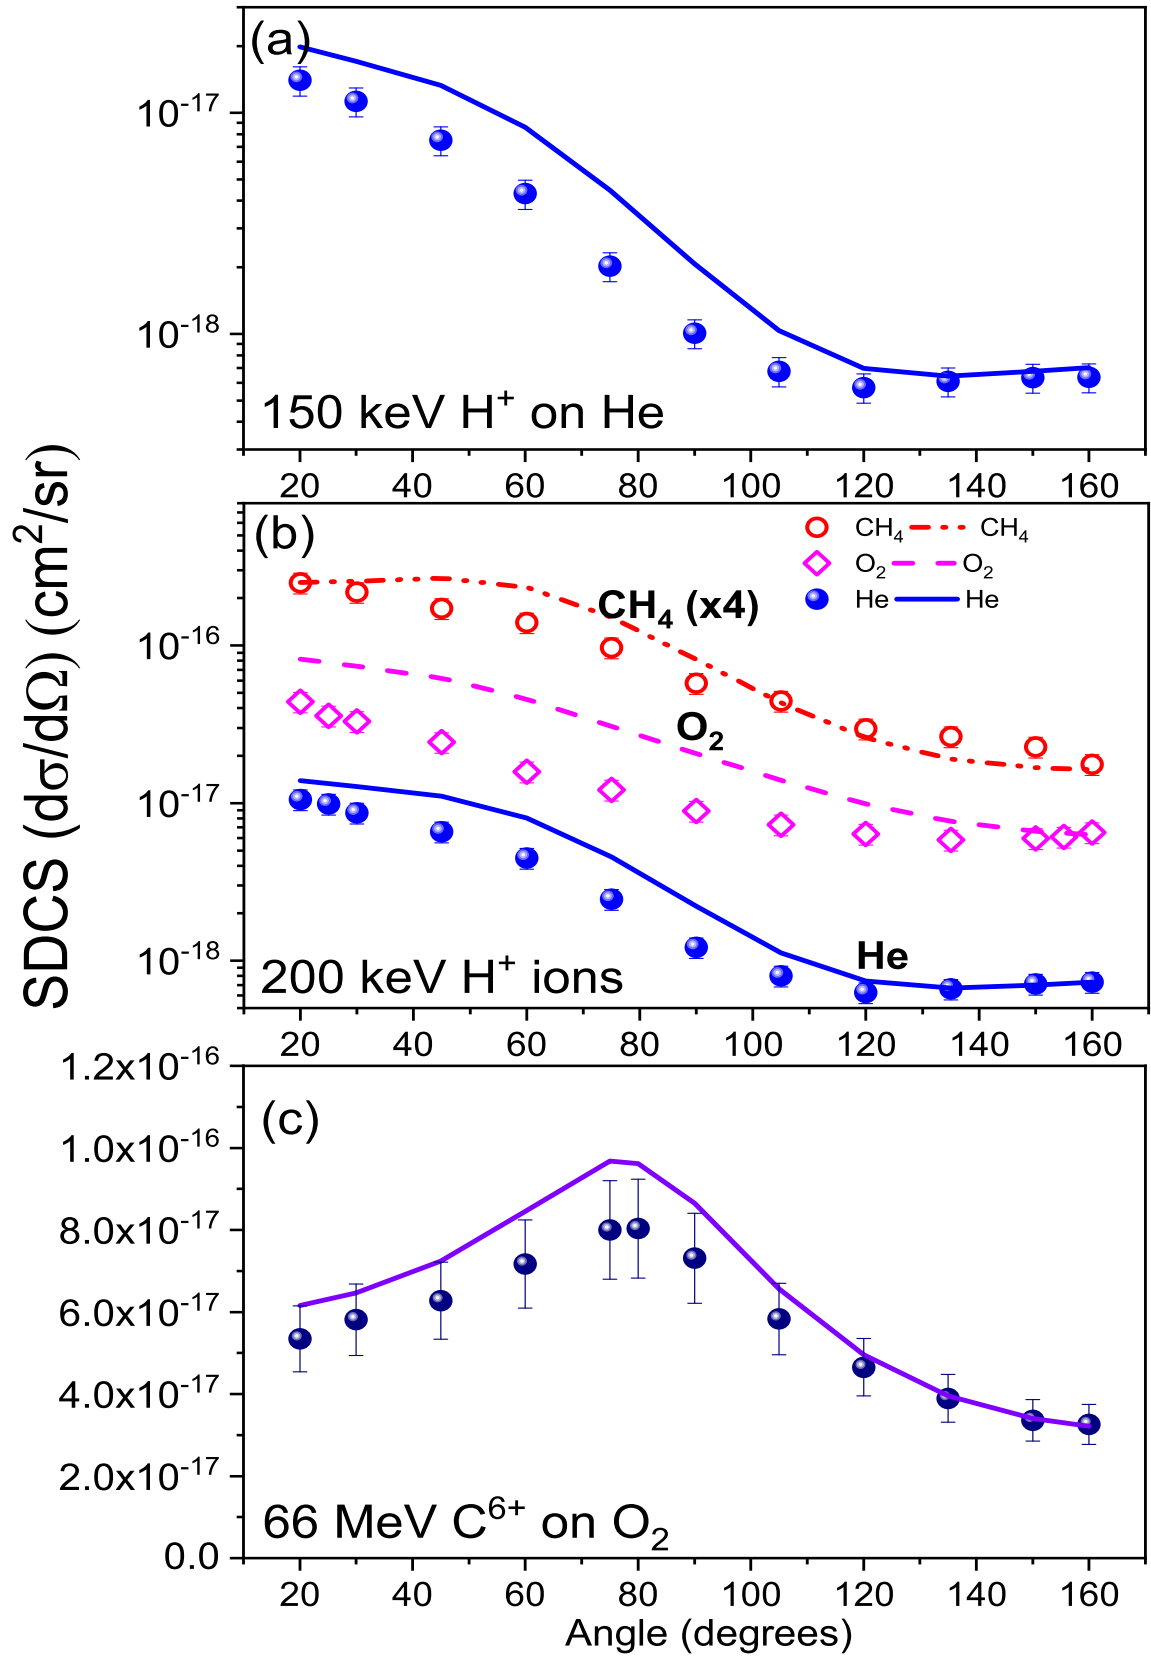 (a)
10⁻¹⁷
10⁻¹⁸
150 keV H⁺ on He
20 40 60 80 100 120 140 160
SDCS (dσ/dΩ) (cm²/sr)
(b)
CH₄ CH₄
O₂ O₂
He He
CH₄ (x4)
10⁻¹⁶
O₂
10⁻¹⁷
He
10⁻¹⁸
200 keV H⁺ ions
20 40 60 80 100 120 140 160
1.2x10⁻¹⁶
(c)
1.0x10⁻¹⁶
8.0x10⁻¹⁷
6.0x10⁻¹⁷
4.0x10⁻¹⁷
2.0x10⁻¹⁷
66 MeV C⁶⁺ on O₂
0.0
20 40 60 80 100 120 140 160
Angle (degrees)